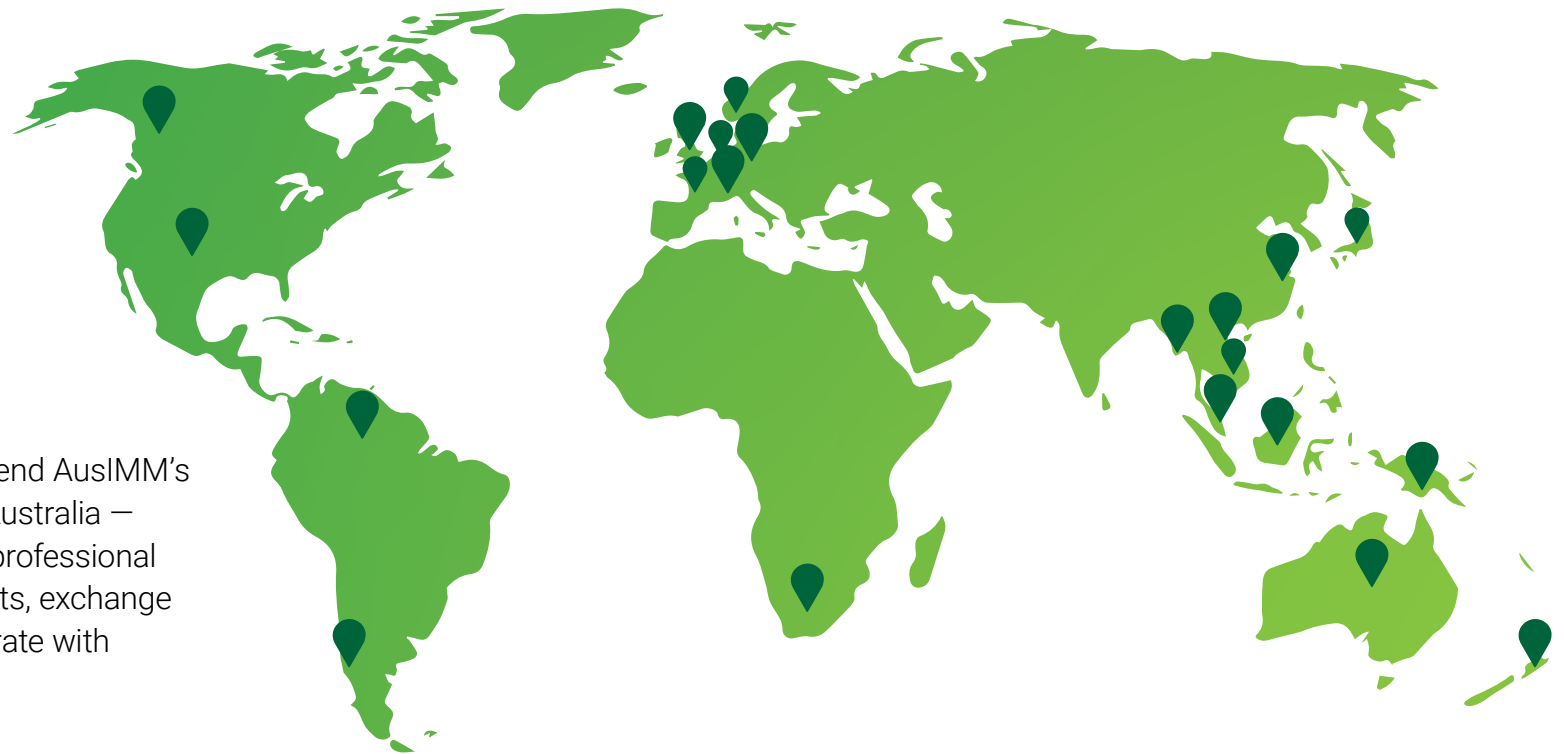 end AusIMM’s
ustralia —
professional
ts, exchange
rate with